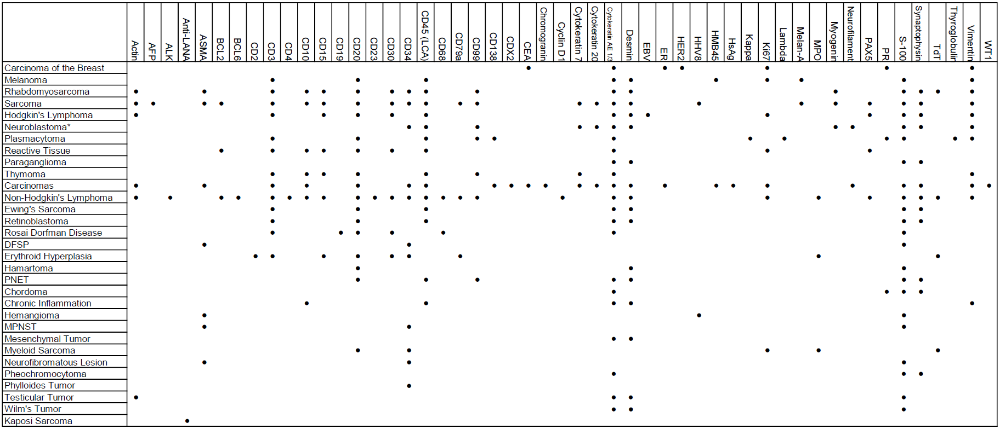 Actin AFP ALK Anti-LANA ASMA BCL2 BCL6 CD2 CD3 CD4 CD10 CD15 CD19 CD20 CD23 CD30 CD34 CD45 (LCA) CD68 CD79a CD99 CD138 CDX2 CEA Chromogranin Cyclin D1 Cytokeratin 7 Cytokeratin 20 Cytokeratin AE 1/3 Desmin EBV ER HER2 HHV8 HMB45 HsAg Kappa Ki67 Lambda Melan-A MPO Myogenin Neurofilament PAX5 PR S-100 Synaptophysin TdT Thyroglobulin Vimentin WT1
Carcinoma of the Breast
Melanoma
Rhabdomyosarcoma
Sarcoma
Hodgkin's Lymphoma
Neuroblastoma*
Plasmacytoma
Reactive Tissue
Paraganglioma
Thymoma
Carcinomas
Non-Hodgkin's Lymphoma
Ewing's Sarcoma
Retinoblastoma
Rosai Dorfman Disease
DFSP
Erythroid Hyperplasia
Hamartoma
PNET
Chordoma
Chronic Inflammation
Hemangioma
MPNST
Mesenchymal Tumor
Myeloid Sarcoma
Neurofibromatous Lesion
Pheochromocytoma
Phylloides Tumor
Testicular Tumor
Wilm's Tumor
Kaposi Sarcoma